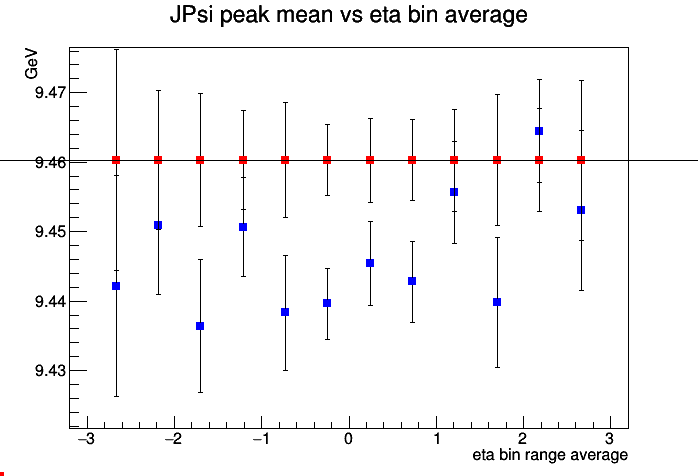 JPsi peak mean vs eta bin average
GeV
9.47
9.46
9.45
9.44
9.43
−3 −2 −1 0 1 2 3
eta bin range average